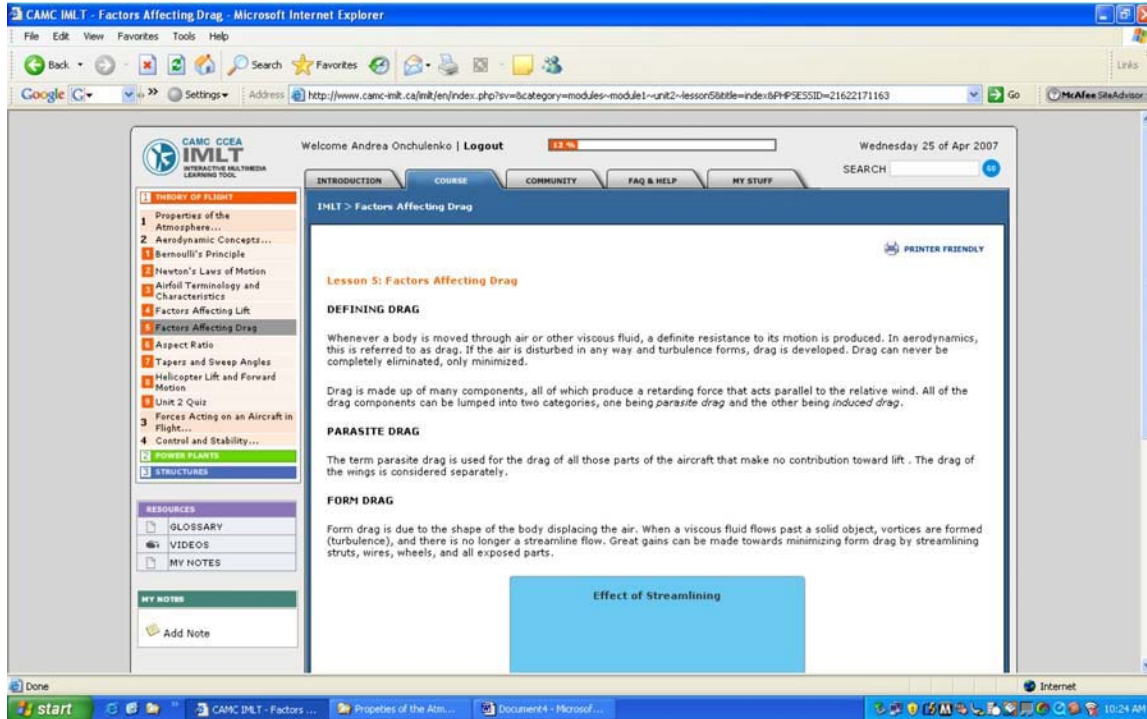 CAMC IMLT - Factors Affecting Drag - Microsoft Internet Explorer
File Edit View Favorites Tools Help
Back Search Favorites Links
Google G Settings Address http://www.camc-imlt.ca/imlt/en/index.php?sv=&category=modules~module1~unit2~lesson5&title=index&PHPSESSID=21622171163 Go McAfee SiteAdvisor
CAMC CCEA
IMLT
INTERACTIVE MULTIMEDIA
LEARNING TOOL
Welcome Andrea Onchulenko | Logout 12 % Wednesday 25 of Apr 2007
SEARCH GO
INTRODUCTION COURSE COMMUNITY FAQ & HELP MY STUFF
IMLT > Factors Affecting Drag
1 THEORY OF FLIGHT
1 Properties of the
Atmosphere...
2 Aerodynamic Concepts...
1 Bernoulli's Principle
2 Newton's Laws of Motion
3 Airfoil Terminology and
Characteristics
4 Factors Affecting Lift
5 Factors Affecting Drag
6 Aspect Ratio
7 Tapers and Sweep Angles
8 Helicopter Lift and Forward
Motion
9 Unit 2 Quiz
3 Forces Acting on an Aircraft in
Flight...
4 Control and Stability...
2 POWER PLANTS
3 STRUCTURES
RESOURCES
GLOSSARY
VIDEOS
MY NOTES
MY NOTES
Add Note
PRINTER FRIENDLY
Lesson 5: Factors Affecting Drag
DEFINING DRAG
Whenever a body is moved through air or other viscous fluid, a definite resistance to its motion is produced. In aerodynamics,
this is referred to as drag. If the air is disturbed in any way and turbulence forms, drag is developed. Drag can never be
completely eliminated, only minimized.
Drag is made up of many components, all of which produce a retarding force that acts parallel to the relative wind. All of the
drag components can be lumped into two categories, one being parasite drag and the other being induced drag.
PARASITE DRAG
The term parasite drag is used for the drag of all those parts of the aircraft that make no contribution toward lift . The drag of
the wings is considered separately.
FORM DRAG
Form drag is due to the shape of the body displacing the air. When a viscous fluid flows past a solid object, vortices are formed
(turbulence), and there is no longer a streamline flow. Great gains can be made towards minimizing form drag by streamlining
struts, wires, wheels, and all exposed parts.
Effect of Streamlining
Done Internet
start CAMC IMLT - Factors ... Propeties of the Atm... Document4 - Microsof... 10:24 AM